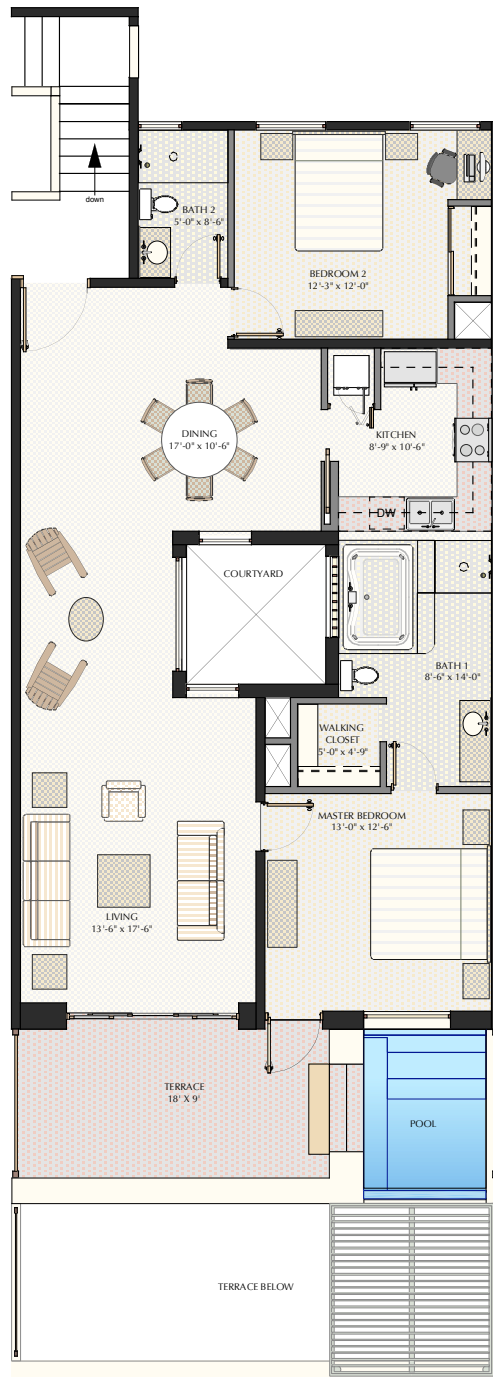 down
BATH 2
5'-0" x 8'-6"
BEDROOM 2
12'-3" x 12'-0"
DINING
17'-0" x 10'-6"
KITCHEN
8'-9" x 10'-6"
DW
COURTYARD
BATH 1
8'-6" x 14'-0"
WALKING
CLOSET
5'-0" x 4'-9"
MASTER BEDROOM
13'-0" x 12'-6"
LIVING
13'-6" x 17'-6"
TERRACE
18' X 9'
POOL
TERRACE BELOW